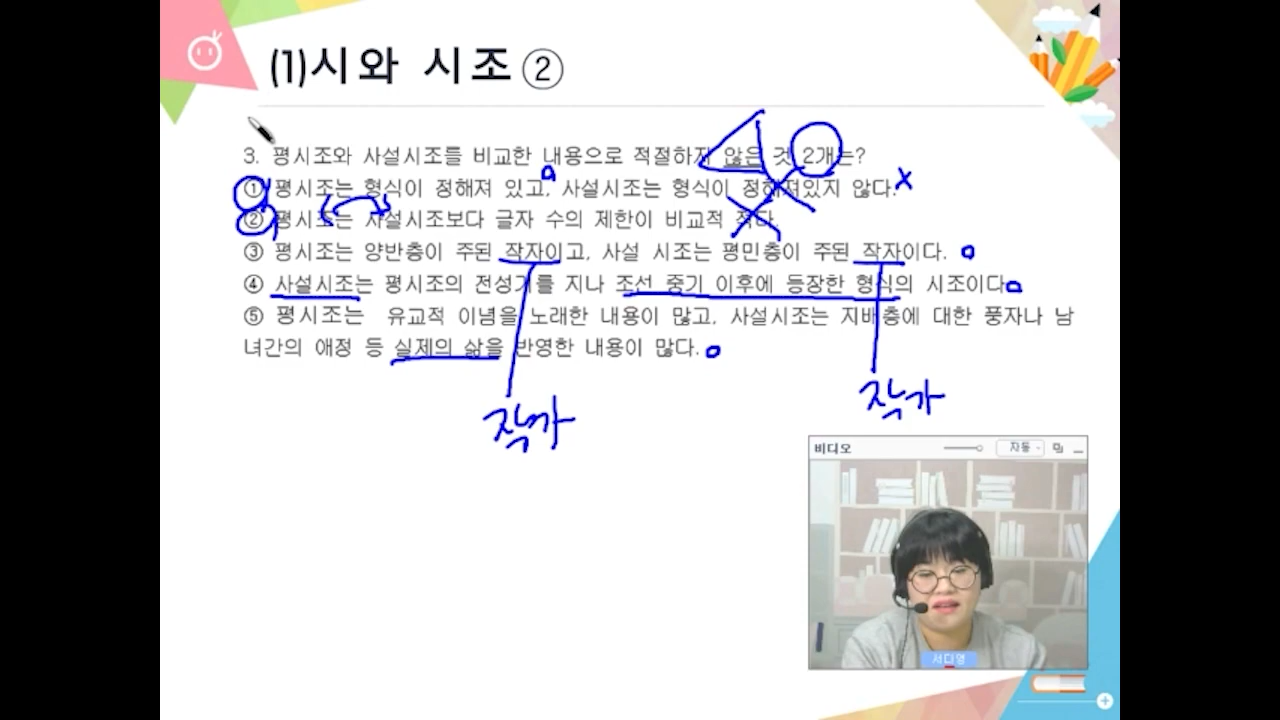 (1)시와 시조②
3. 평시조와 사설시조를 비교한 내용으로 적절하지 않은 것 2개는?
① 평시조는 형식이 정해져 있고, 사설시조는 형식이 정해져있지 않다.
② 평시조는 사설시조보다 글자 수의 제한이 비교적 적다.
③ 평시조는 양반층이 주된 작자이고, 사설 시조는 평민층이 주된 작자이다.
④ 사설시조는 평시조의 전성기를 지나 조선 중기 이후에 등장한 형식의 시조이다
⑤ 평시조는 유교적 이념을 노래한 내용이 많고, 사설시조는 지배층에 대한 풍자나 남
녀간의 애정 등 실제의 삶을 반영한 내용이 많다.
작가
작가
비디오 자동
서디영